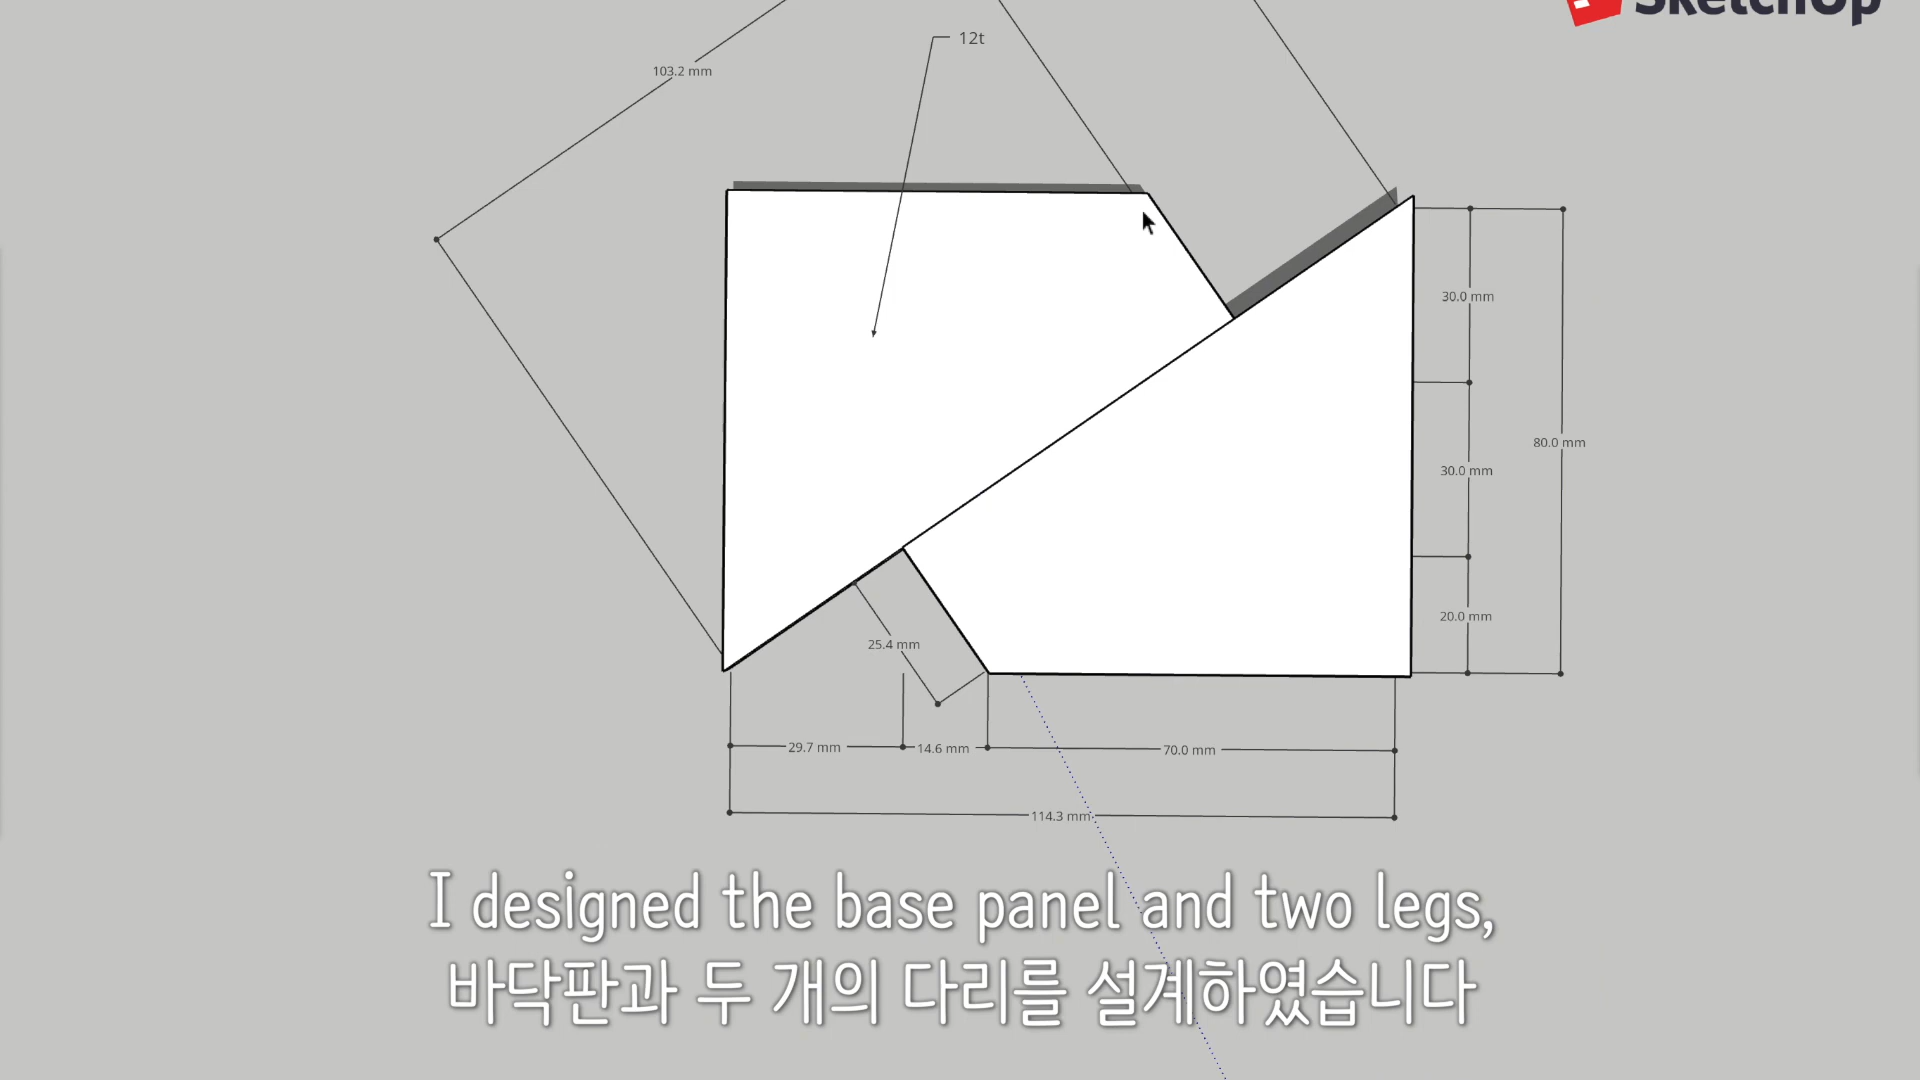 SketchUp
12t
103.2 mm
30.0 mm
80.0 mm
30.0 mm
20.0 mm
25.4 mm
29.7 mm
14.6 mm
70.0 mm
114.3 mm
I designed the base panel and two legs,
바닥판과 두 개의 다리를 설계하였습니다